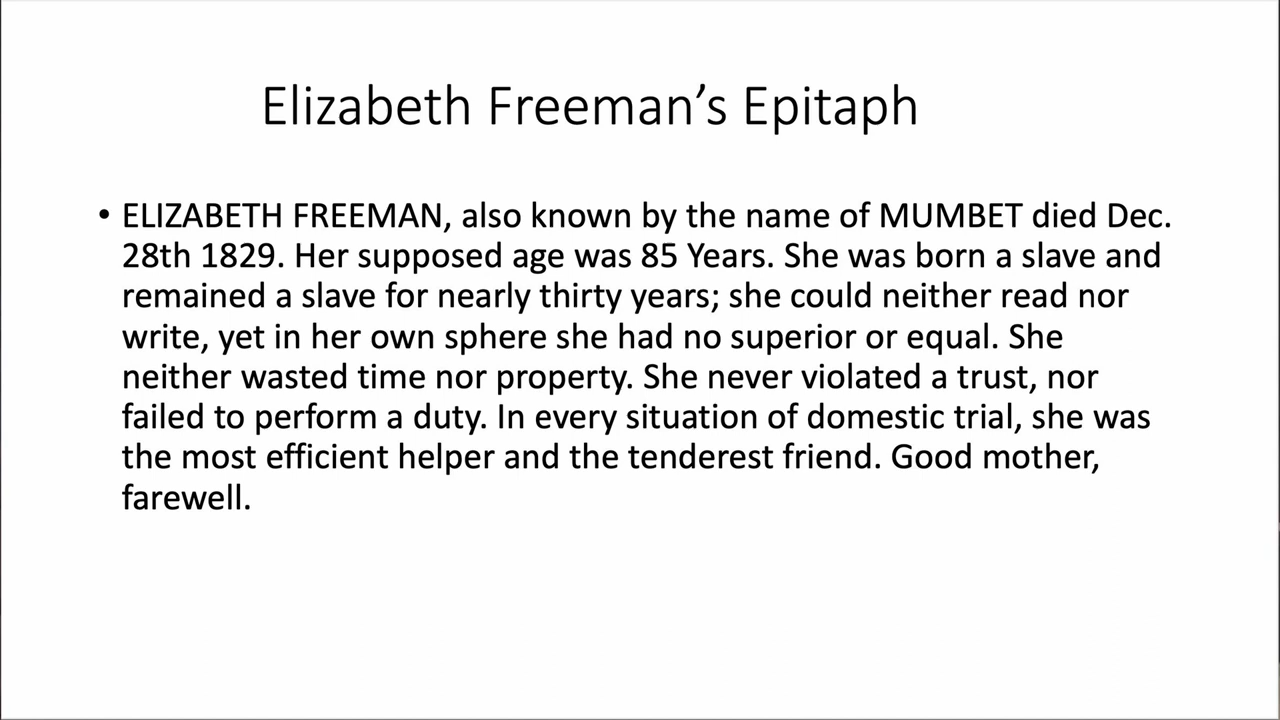 Elizabeth Freeman’s Epitaph
• ELIZABETH FREEMAN, also known by the name of MUMBET died Dec.
28th 1829. Her supposed age was 85 Years. She was born a slave and
remained a slave for nearly thirty years; she could neither read nor
write, yet in her own sphere she had no superior or equal. She
neither wasted time nor property. She never violated a trust, nor
failed to perform a duty. In every situation of domestic trial, she was
the most efficient helper and the tenderest friend. Good mother,
farewell.